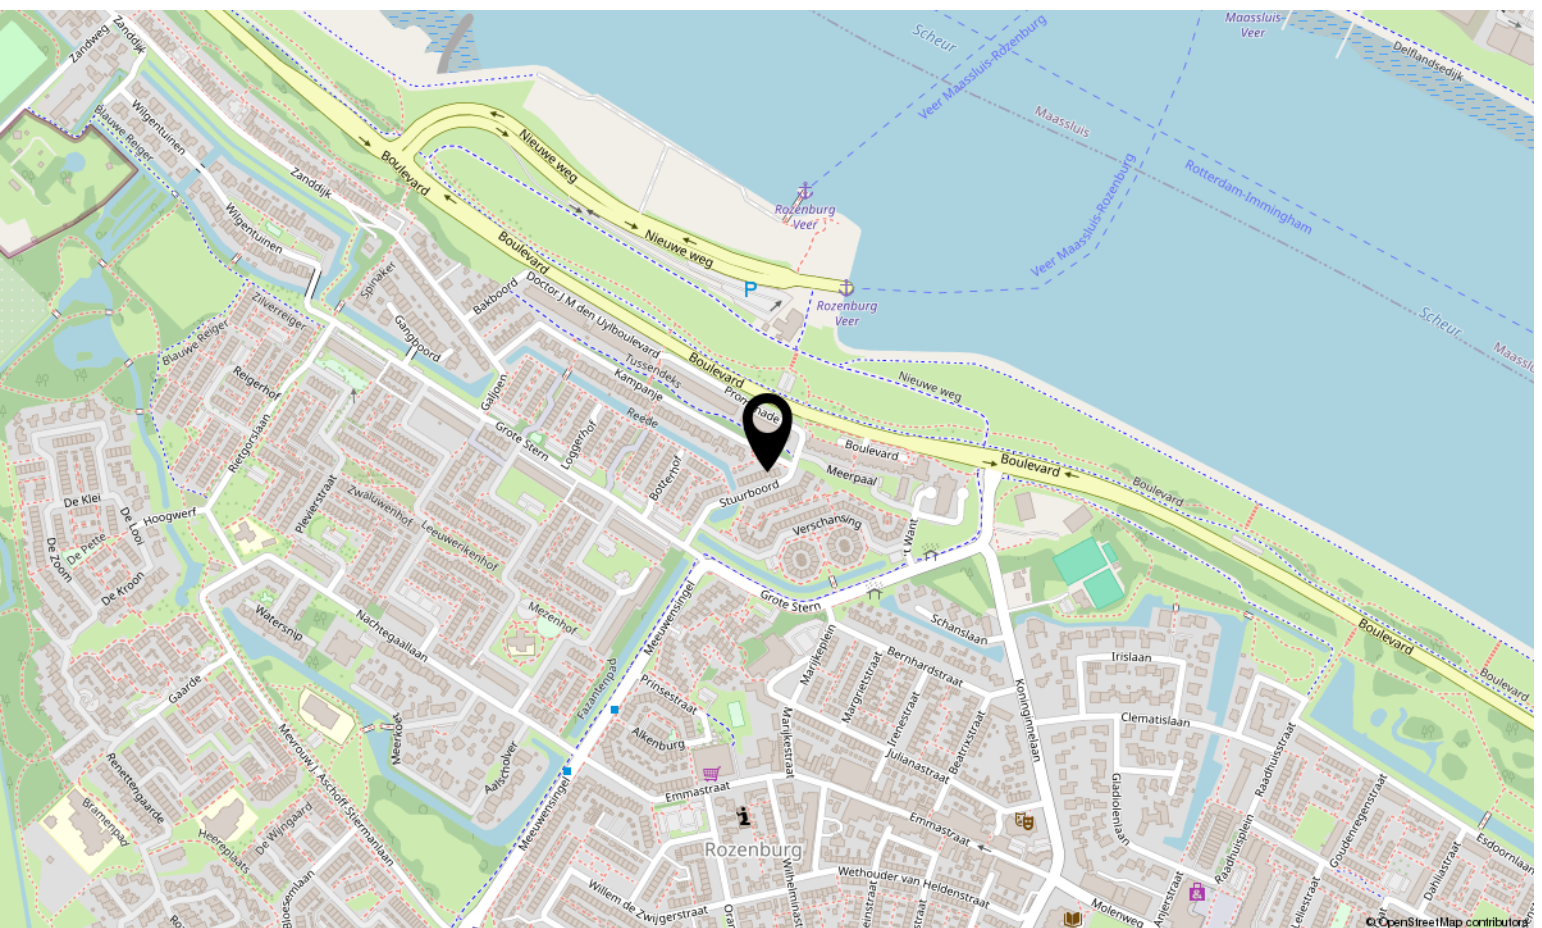 Zanddijk
Zandweg
Scheur
Veer Maassluis-Rozenburg
Maassluis-
Veer
Delflandsedijk
Maassluis
Wilgentuinen
Blauwe Reiger
Boulevard
Nieuwe weg
Zanddijk
Rozenburg
Veer
Rotterdam-Immingham
Veer Maassluis-Rozenburg
Wilgentuinen
Boulevard
Nieuwe weg
P
Rozenburg
Veer
Scheur
Spinaker
Bakboord
Doctor J M den Uylboulevard
Zilverreiger
Blauwe Reiger
Gangboord
Tussendeks
Boulevard
Kampanje
Nieuwe weg
Reigerhof
Galjoen
Reede
Rietgorslaan
Grote Stern
Loggerhof
Boulevard
Boulevard
Botterhof
Meerpaal
Stuurboord
Boulevard
De Klei
Hoogwerf
De Looi
De Pette
De Zoom
De Kroon
Plevierstraat
Zwaluwenhof
Leeuwerikenhof
Verschansing
't Want
Grote Stern
Schanslaan
Watersnip
Nachtegaallaan
Mezenhof
Meeuwensingel
Fazantenpad
Marijkeplein
Bernhardstraat
Margrietstraat
Irislaan
Boulevard
Boulevard
Gaarde
Prinsestraat
Koninginnelaan
Clematislaan
Irenestraat
Beatrixstraat
Marijkestraat
Meerkoet
Alkenburg
Julianastraat
Aalscholver
Mevrouw J. Aschoff-Stiermanlaan
Raadhuisstraat
Renettengaarde
Gladiolenlaan
Emmastraat
Bramenpad
Heereplaats
De Wijngaard
Meeuwensingel
Emmastraat
Raadhuisplein
Goudenregenstraat
Esdoornlaan
Rozenburg
Wethouder van Heldenstraat
Dahliastraat
Willem de Zwijgerstraat
Molenweg
Anjerstraat
Leliestraat
© OpenStreetMap contributors